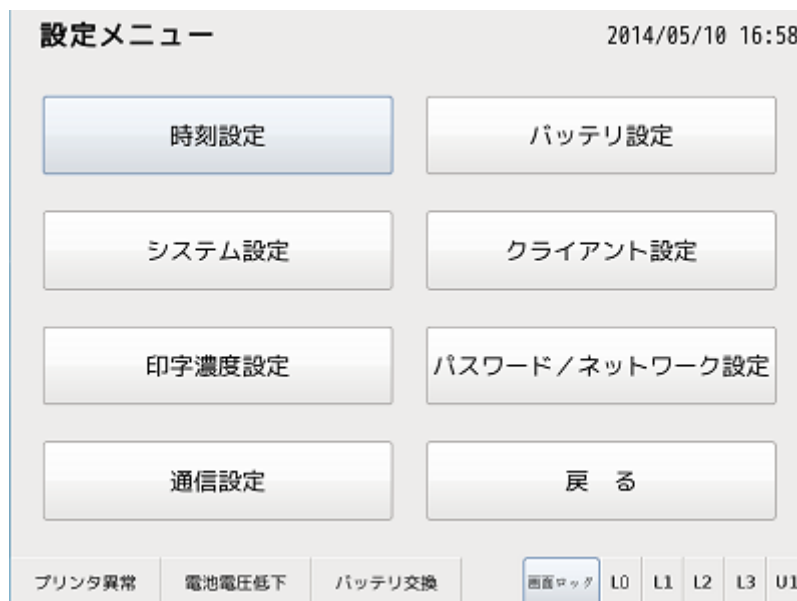 設定メニュー 2014/05/10 16:58
時刻設定 バッテリ設定
システム設定 クライアント設定
印字濃度設定 パスワード／ネットワーク設定
通信設定 戻　る
プリンタ異常 電池電圧低下 バッテリ交換 画面ロック L0 L1 L2 L3 U1